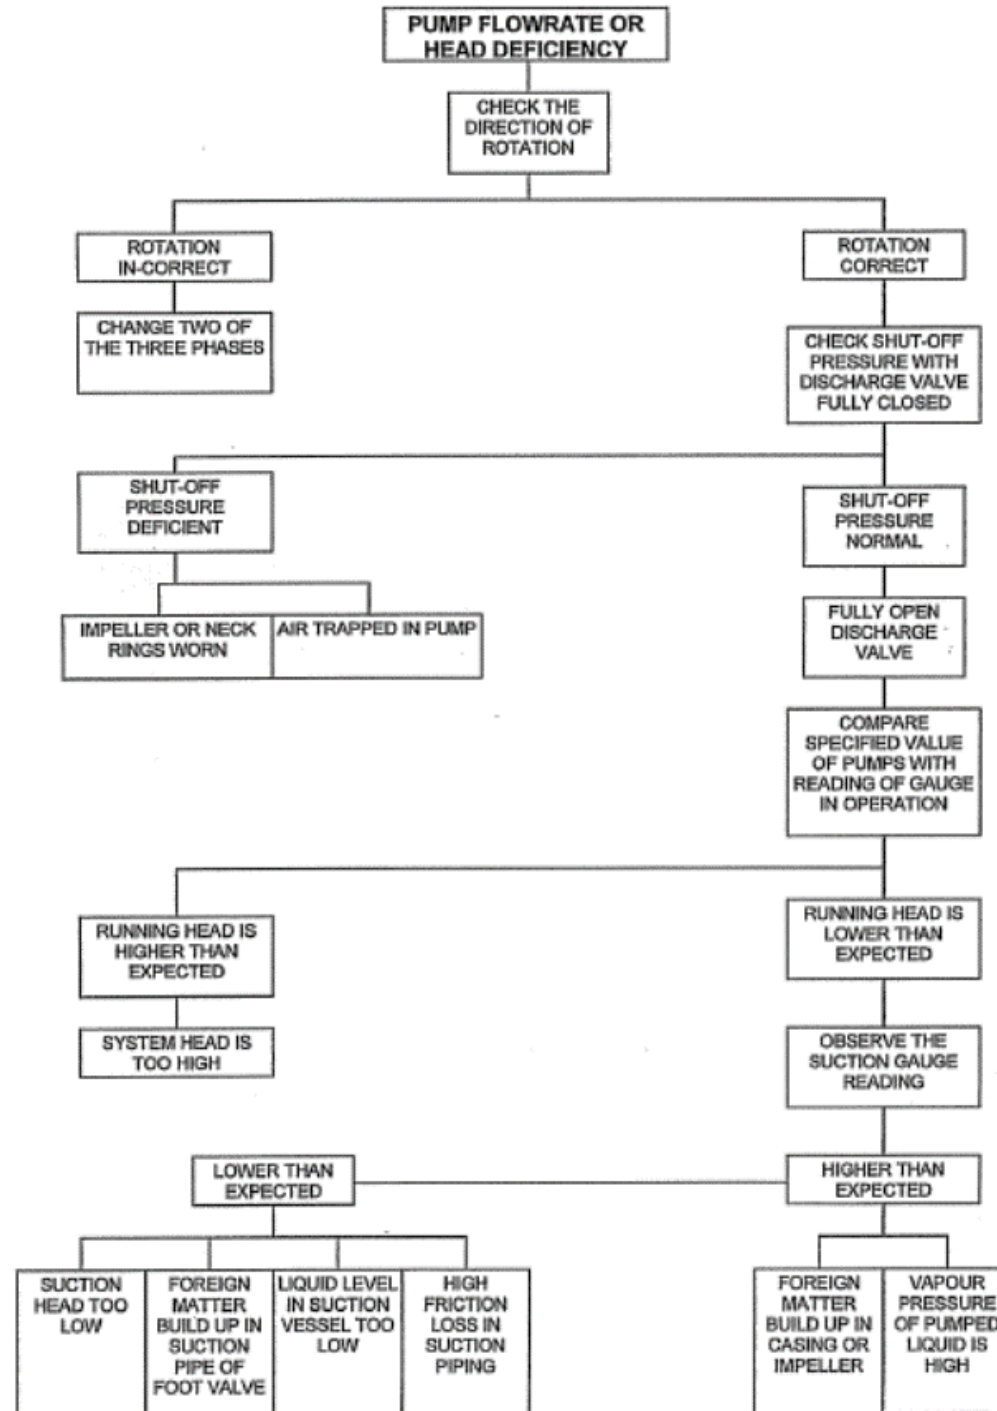 PUMP FLOWRATE OR
HEAD DEFICIENCY
CHECK THE
DIRECTION OF
ROTATION
ROTATION
IN-CORRECT
ROTATION
CORRECT
CHANGE TWO OF
THE THREE PHASES
CHECK SHUT-OFF
PRESSURE WITH
DISCHARGE VALVE
FULLY CLOSED
SHUT-OFF
PRESSURE
DEFICIENT
SHUT-OFF
PRESSURE
NORMAL
IMPELLER OR NECK
RINGS WORN
AIR TRAPPED IN PUMP
FULLY OPEN
DISCHARGE
VALVE
COMPARE
SPECIFIED VALUE
OF PUMPS WITH
READING OF GAUGE
IN OPERATION
RUNNING HEAD IS
HIGHER THAN
EXPECTED
RUNNING HEAD IS
LOWER THAN
EXPECTED
SYSTEM HEAD IS
TOO HIGH
OBSERVE THE
SUCTION GAUGE
READING
LOWER THAN
EXPECTED
HIGHER THAN
EXPECTED
SUCTION
HEAD TOO
LOW
FOREIGN
MATTER
BUILD UP IN
SUCTION
PIPE OF
FOOT VALVE
LIQUID LEVEL
IN SUCTION
VESSEL TOO
LOW
HIGH
FRICTION
LOSS IN
SUCTION
PIPING
FOREIGN
MATTER
BUILD UP IN
CASING OR
IMPELLER
VAPOUR
PRESSURE
OF PUMPED
LIQUID IS
HIGH